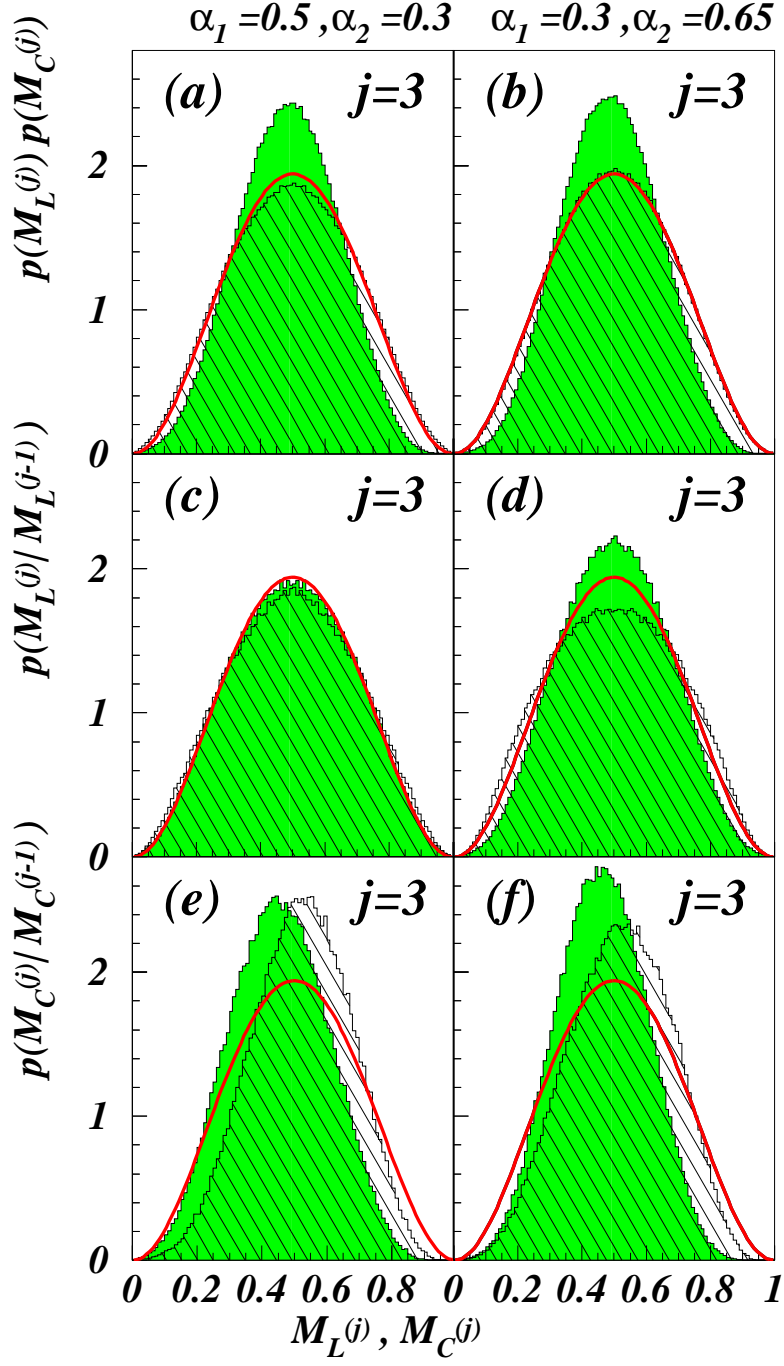 α1 =0.5 , α2 =0.3 α1 =0.3 , α2 =0.65
p(ML(j)) p(MC(j))
(a) j=3 (b) j=3
2
1
0
p(ML(j)/ ML(j-1) )
(c) j=3 (d) j=3
2
1
0
p(MC(j)/ MC(j-1) )
(e) j=3 (f) j=3
2
1
0
0 0.2 0.4 0.6 0.8 0 0.2 0.4 0.6 0.8 1
ML(j) , MC(j)